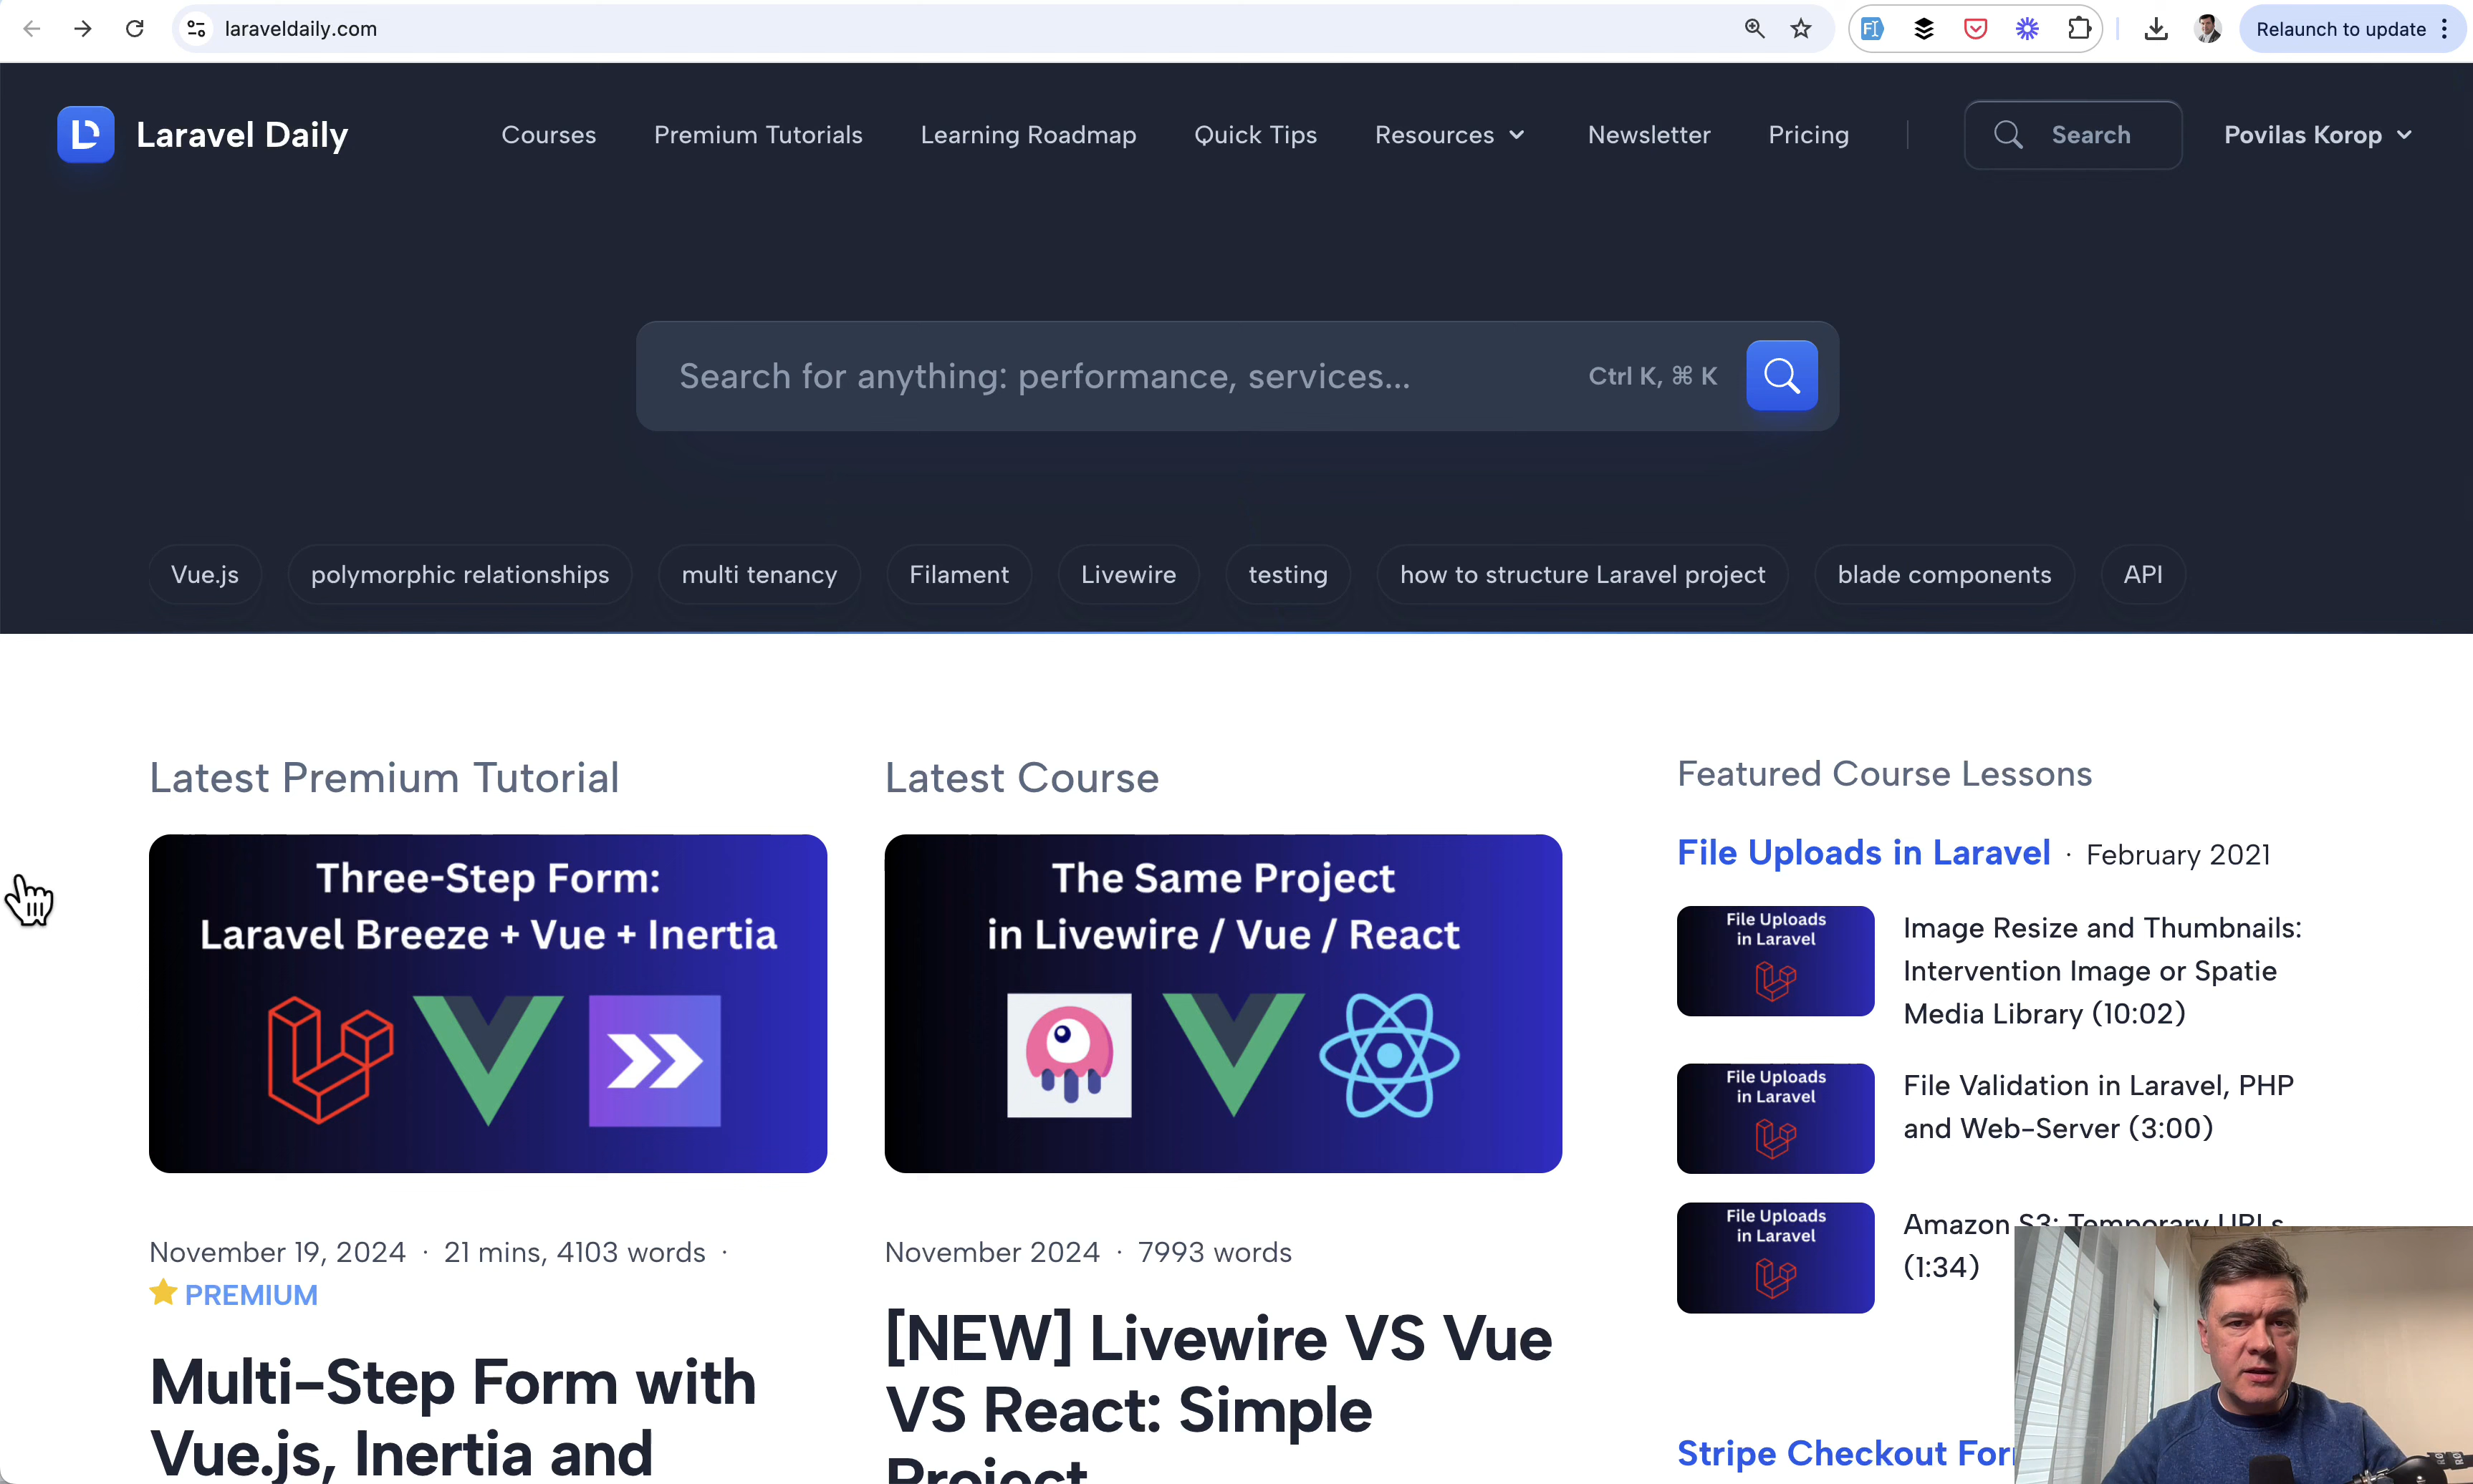 laraveldaily.com
Relaunch to update
Laravel Daily
Courses
Premium Tutorials
Learning Roadmap
Quick Tips
Resources
Newsletter
Pricing
Search
Povilas Korop
Search for anything: performance, services...
Ctrl K, ⌘ K
Vue.js
polymorphic relationships
multi tenancy
Filament
Livewire
testing
how to structure Laravel project
blade components
API
Latest Premium Tutorial
Three-Step Form:
Laravel Breeze + Vue + Inertia
November 19, 2024 · 21 mins, 4103 words ·
PREMIUM
Multi-Step Form with
Vue.js, Inertia and
Latest Course
The Same Project
in Livewire / Vue / React
November 2024 · 7993 words
[NEW] Livewire VS Vue
VS React: Simple
Project
Featured Course Lessons
File Uploads in Laravel · February 2021
File Uploads
in Laravel
Image Resize and Thumbnails:
Intervention Image or Spatie
Media Library (10:02)
File Uploads
in Laravel
File Validation in Laravel, PHP
and Web-Server (3:00)
File Uploads
in Laravel
Amazon S3: Temporary URLs
(1:34)
Stripe Checkout